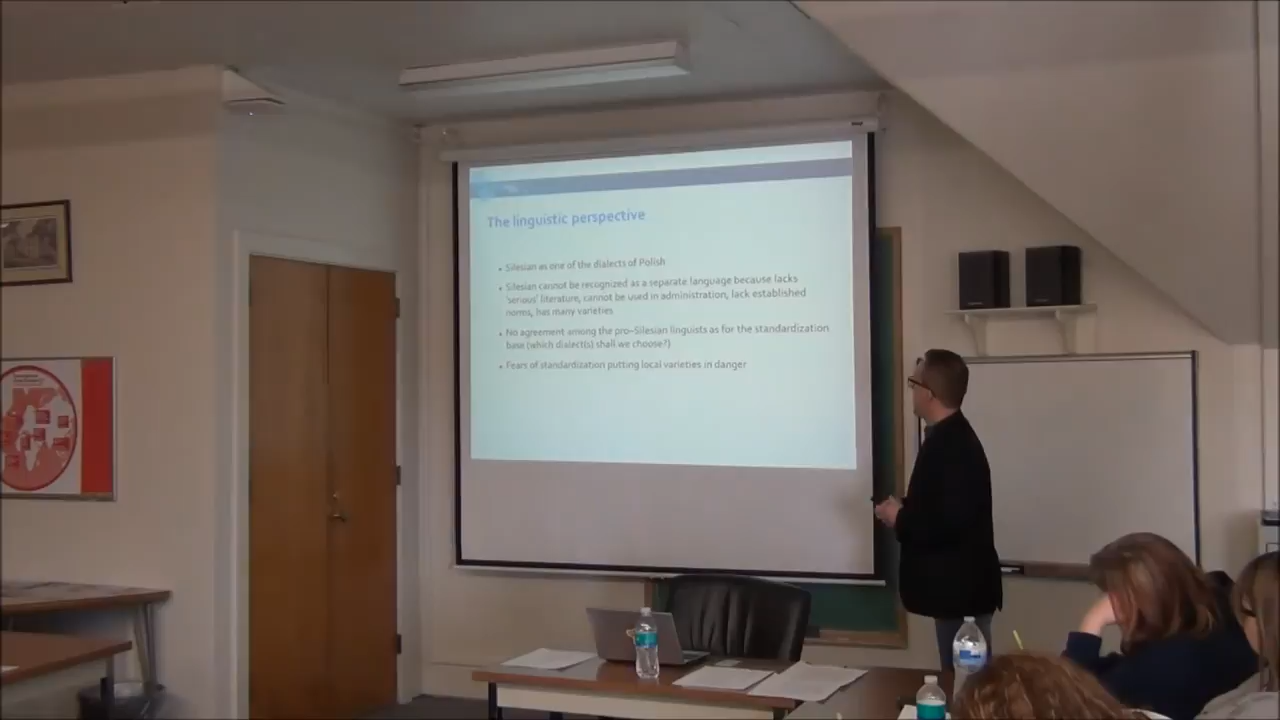 The linguistic perspective
• Silesian as one of the dialects of Polish
• Silesian cannot be recognized as a separate language because lacks
'serious' literature, cannot be used in administration, lack established
norms, has many varieties
• No agreement among the pro–Silesian linguists as for the standardization
base (which dialect(s) shall we choose?)
• Fears of standardization putting local varieties in danger